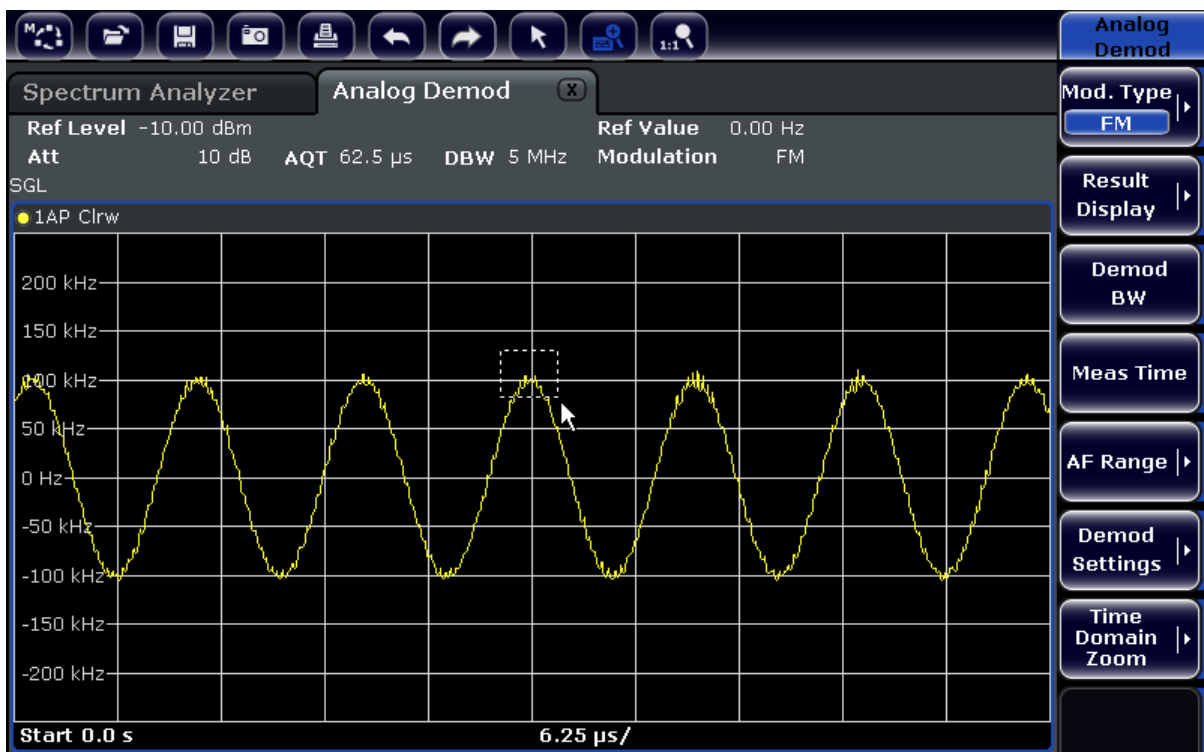 M
1:1
Analog
Demod
Spectrum Analyzer
Analog Demod
X
Ref Level -10.00 dBm
Ref Value 0.00 Hz
Att 10 dB AQT 62.5 µs DBW 5 MHz Modulation FM
SGL
1AP Clrw
200 kHz
150 kHz
100 kHz
50 kHz
0 Hz
-50 kHz
-100 kHz
-150 kHz
-200 kHz
Start 0.0 s
6.25 µs/
Mod. Type
FM
Result
Display
Demod
BW
Meas Time
AF Range
Demod
Settings
Time
Domain
Zoom